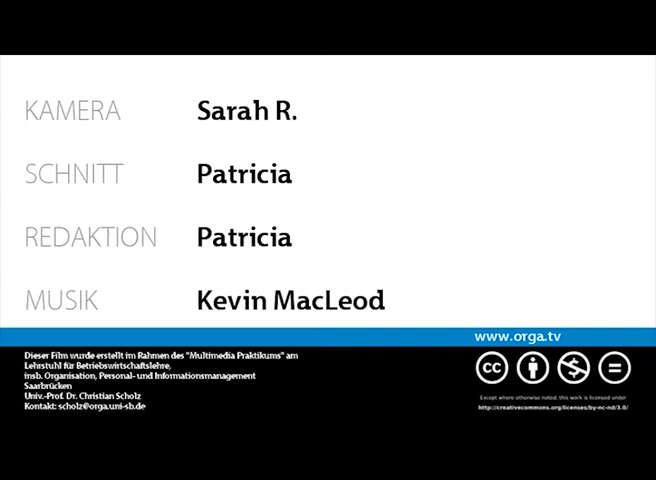 KAMERA Sarah R.
SCHNITT Patricia
REDAKTION Patricia
MUSIK Kevin MacLeod
www.orga.tv
Dieser Film wurde erstellt im Rahmen des "Multimedia Praktikums" am
Lehrstuhl für Betriebswirtschaftslehre,
insb. Organisation, Personal- und Informationsmanagement
Saarbrücken
Univ.-Prof. Dr. Christian Scholz
Kontakt: scholz@orga.uni-sb.de
cc
Except where otherwise noted, this work is licensed under
http://creativecommons.org/licenses/by-nc-nd/3.0/